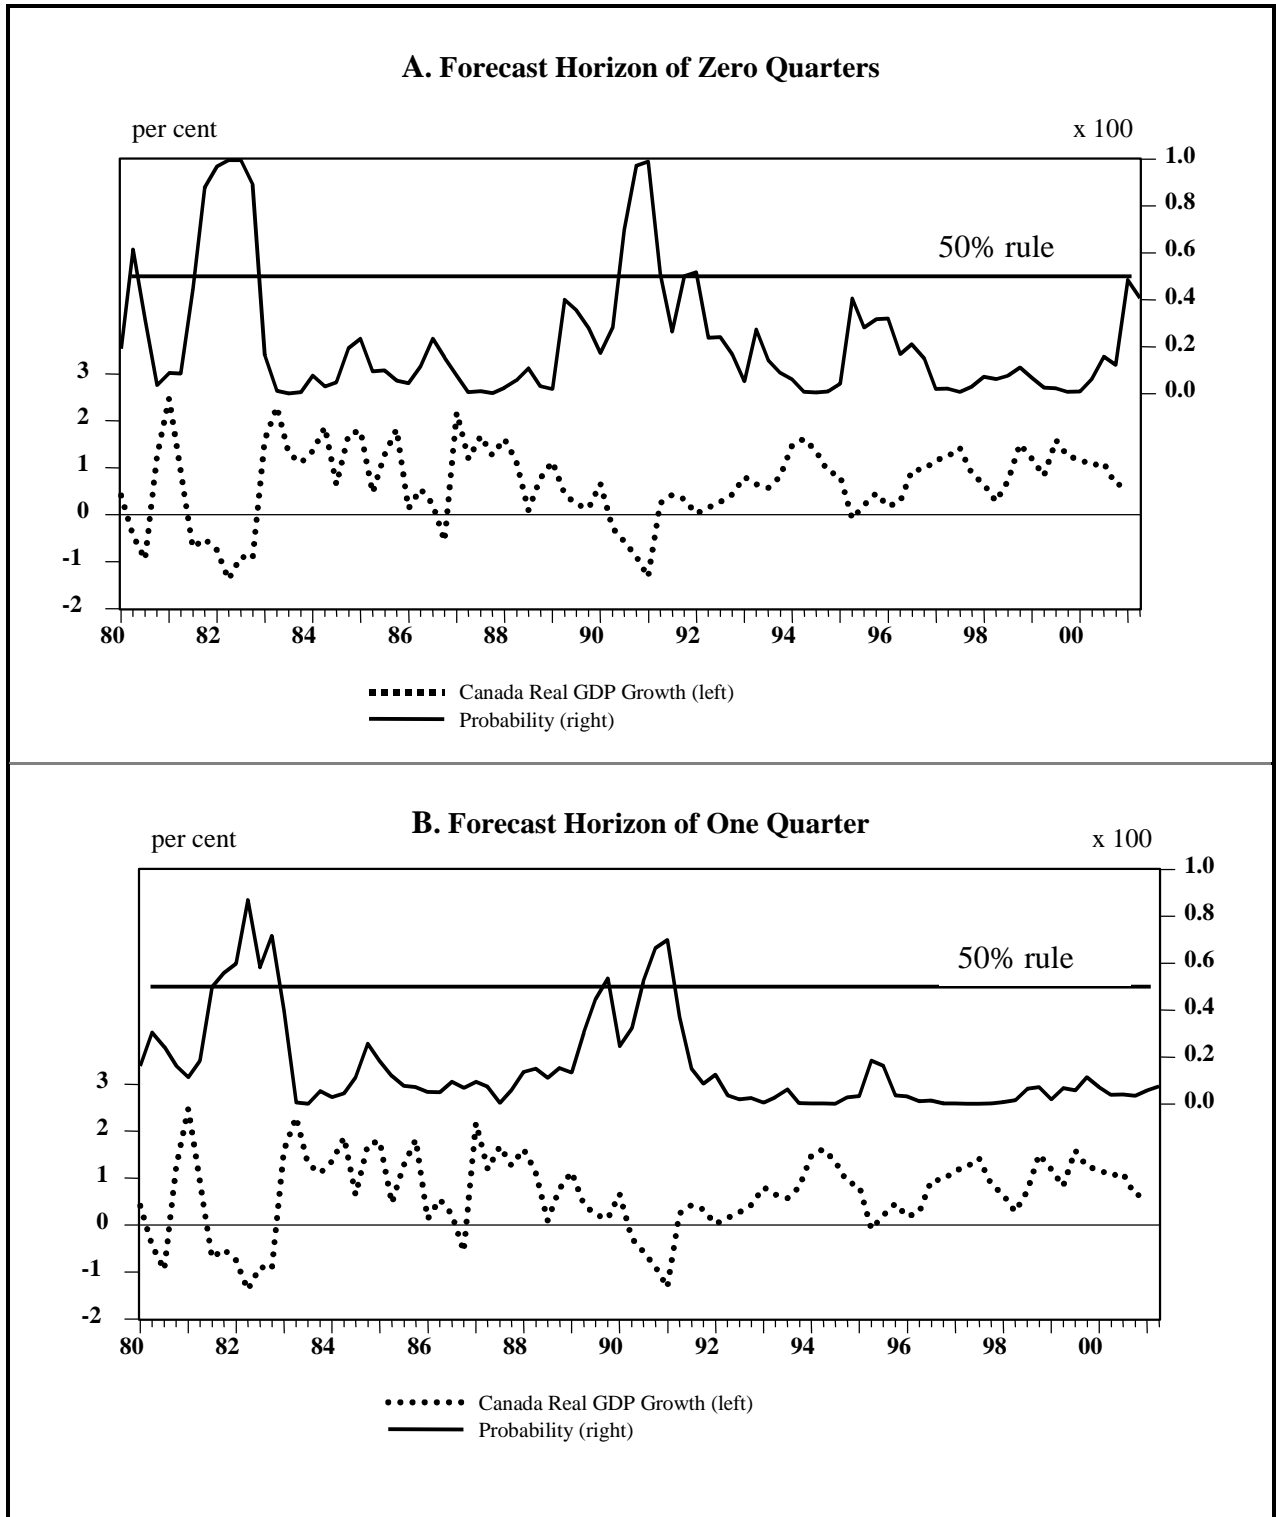 A. Forecast Horizon of Zero Quarters
per cent
x 100
1.0
0.8
50% rule
0.6
0.4
0.2
3
0.0
2
1
0
-1
-2
80 82 84 86 88 90 92 94 96 98 00
Canada Real GDP Growth (left)
Probability (right)
B. Forecast Horizon of One Quarter
per cent
x 100
1.0
0.8
50% rule
0.6
0.4
0.2
3
0.0
2
1
0
-1
-2
80 82 84 86 88 90 92 94 96 98 00
Canada Real GDP Growth (left)
Probability (right)